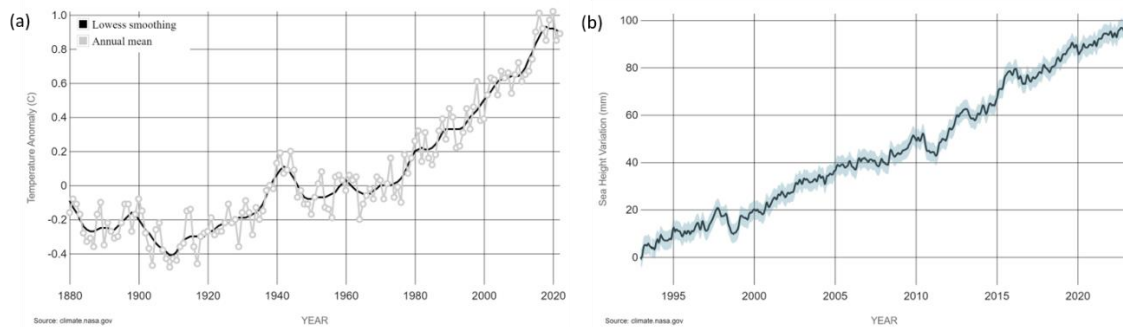 (a)
Temperature Anomaly (C)
1.0
0.8
0.6
0.4
0.2
0
-0.2
-0.4
Lowess smoothing
Annual mean
1880 1900 1920 1940 1960 1980 2000 2020
YEAR
Source: climate.nasa.gov
(b)
Sea Height Variation (mm)
100
80
60
40
20
0
1995 2000 2005 2010 2015 2020
YEAR
Source: climate.nasa.gov